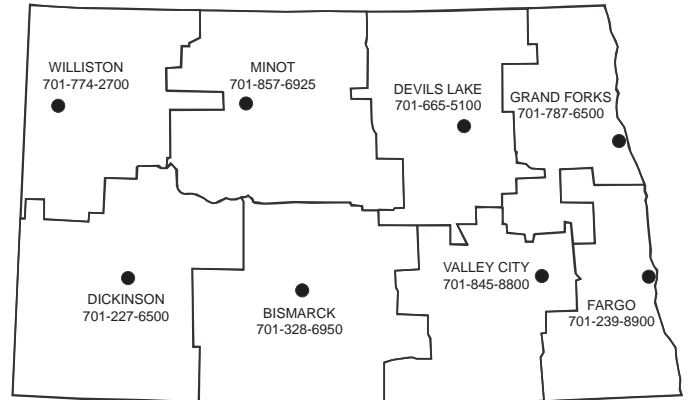 WILLISTON
701-774-2700
MINOT
701-857-6925
DEVILS LAKE
701-665-5100
GRAND FORKS
701-787-6500
DICKINSON
701-227-6500
BISMARCK
701-328-6950
VALLEY CITY
701-845-8800
FARGO
701-239-8900